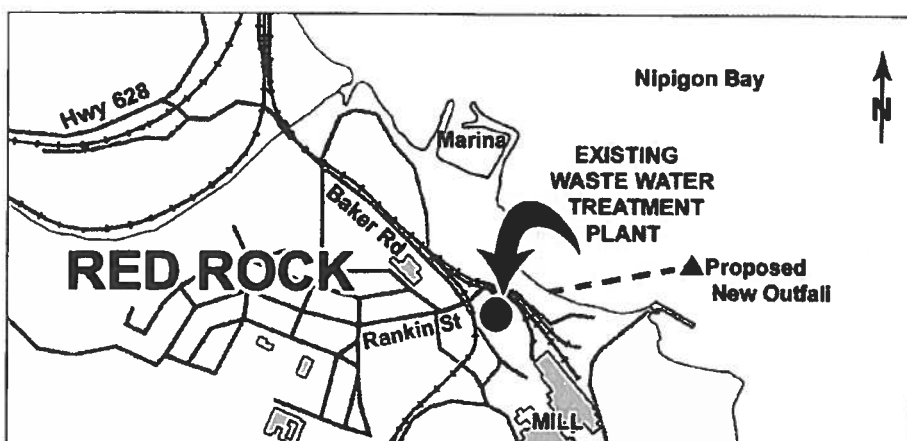 Hwy 628
Nipigon Bay
N
Marina
EXISTING
WASTE WATER
TREATMENT
PLANT
Baker Rd
RED ROCK
Proposed
New Outfall
Rankin St
MILL